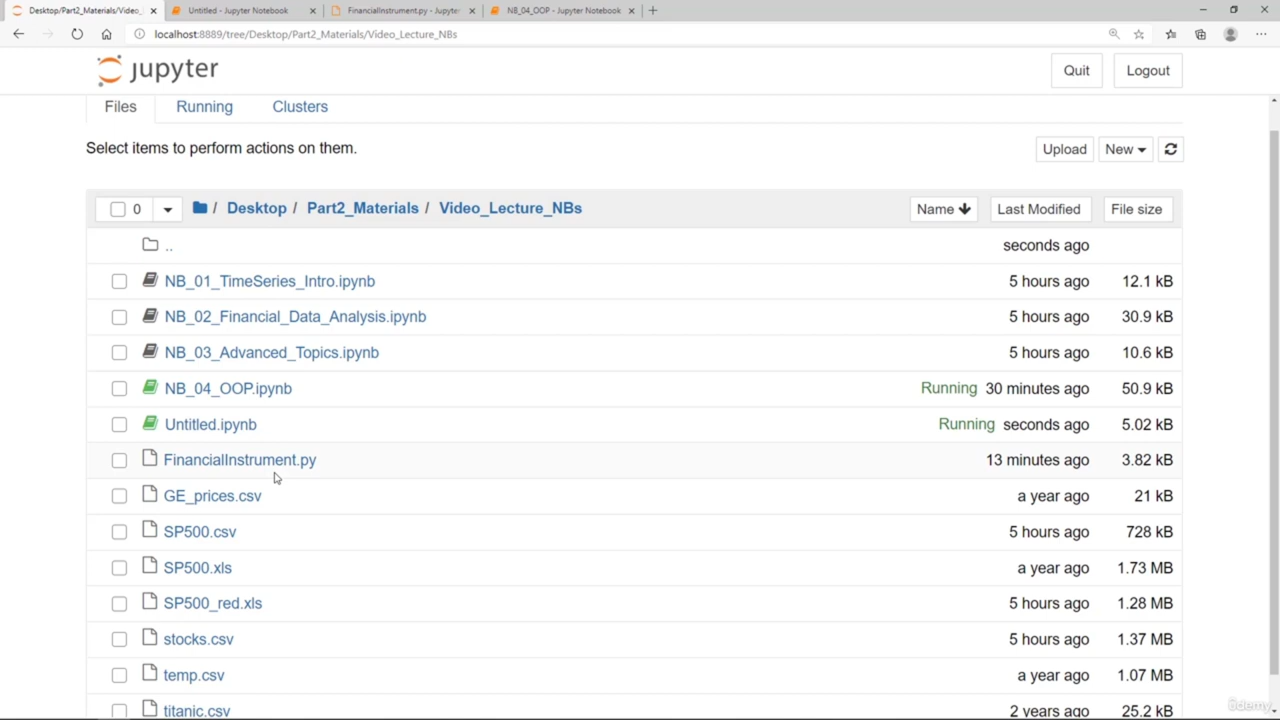 Desktop/Part2_Materials/Video_ Untitled - Jupyter Notebook FinancialInstrument.py - Jupyter NB_04_OOP - Jupyter Notebook
localhost:8889/tree/Desktop/Part2_Materials/Video_Lecture_NBs
jupyter Quit Logout
Files Running Clusters
Select items to perform actions on them. Upload New
0 / Desktop / Part2_Materials / Video_Lecture_NBs Name Last Modified File size
.. seconds ago
NB_01_TimeSeries_Intro.ipynb 5 hours ago 12.1 kB
NB_02_Financial_Data_Analysis.ipynb 5 hours ago 30.9 kB
NB_03_Advanced_Topics.ipynb 5 hours ago 10.6 kB
NB_04_OOP.ipynb Running 30 minutes ago 50.9 kB
Untitled.ipynb Running seconds ago 5.02 kB
FinancialInstrument.py 13 minutes ago 3.82 kB
GE_prices.csv a year ago 21 kB
SP500.csv 5 hours ago 728 kB
SP500.xls a year ago 1.73 MB
SP500_red.xls 5 hours ago 1.28 MB
stocks.csv 5 hours ago 1.37 MB
temp.csv a year ago 1.07 MB
titanic.csv 2 years ago 25.2 kB
ûdemy